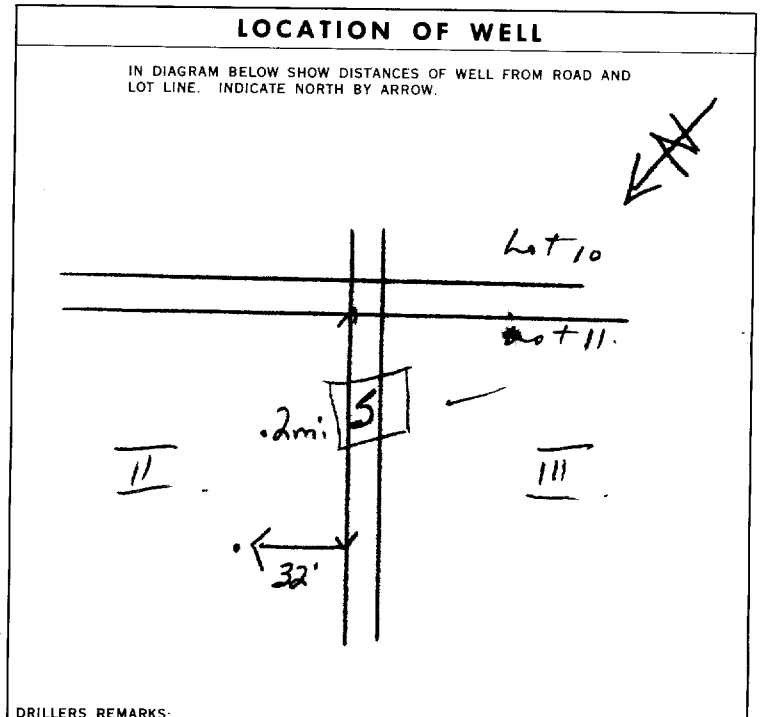 LOCATION OF WELL
IN DIAGRAM BELOW SHOW DISTANCES OF WELL FROM ROAD AND
LOT LINE. INDICATE NORTH BY ARROW.
N
Lot 10
Lot 11.
5
.2mi
II
III
32'
DRILLERS REMARKS: